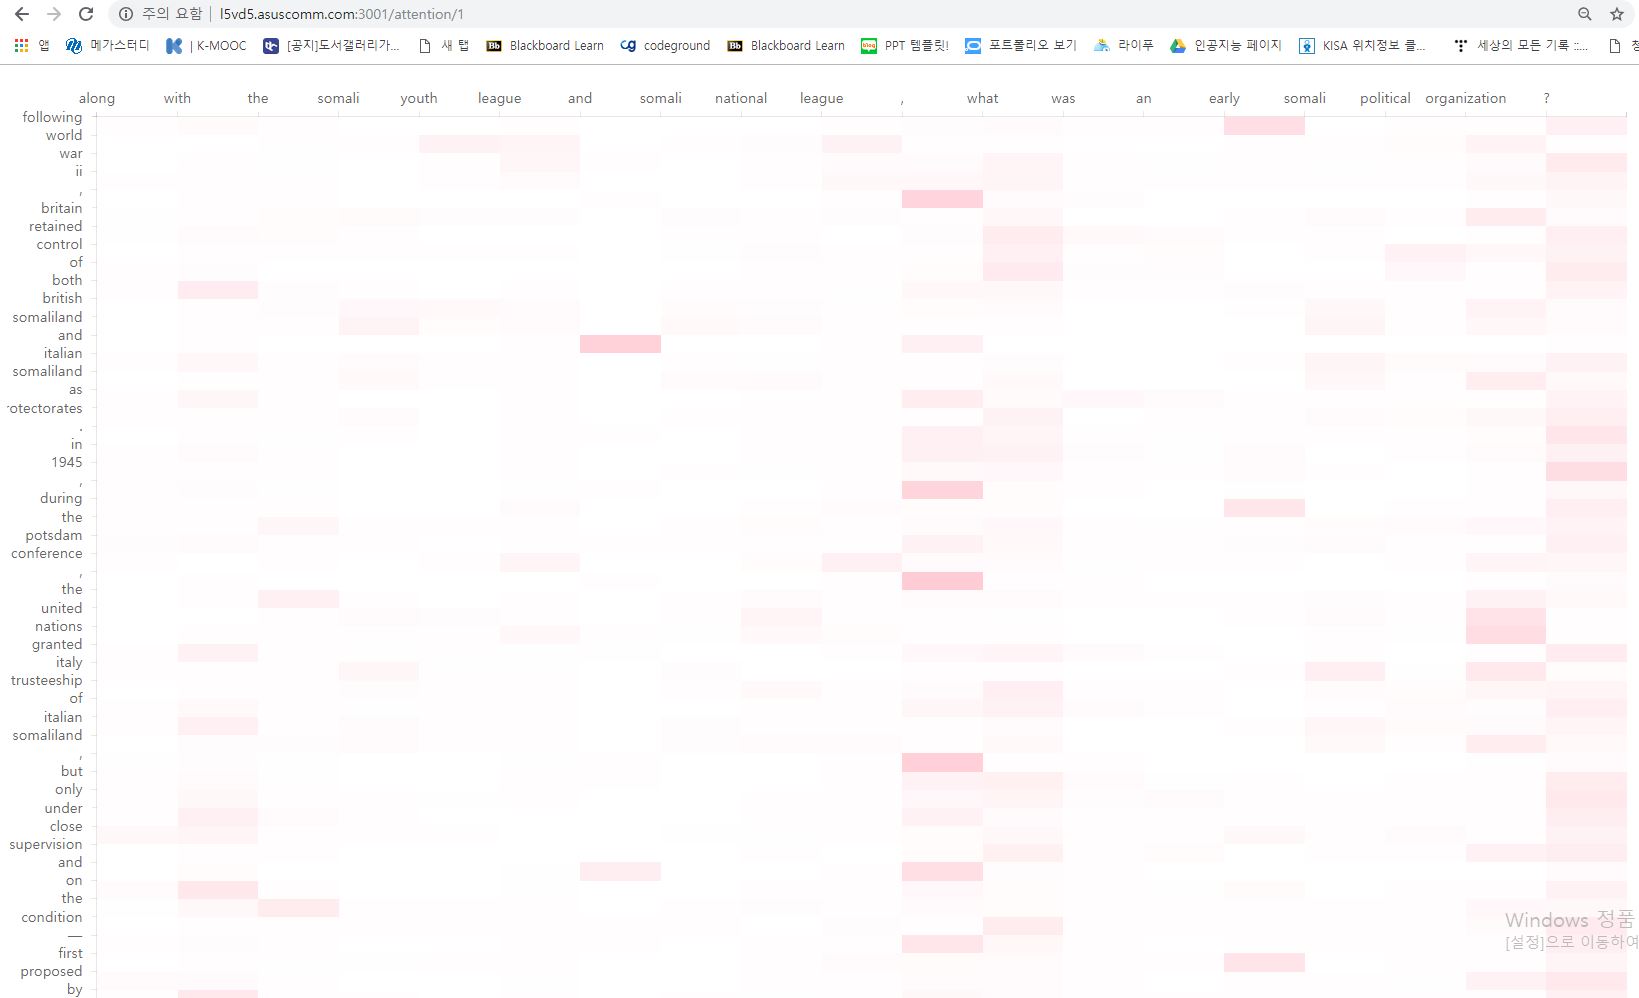 주의 요함 | l5vd5.asuscomm.com:3001/attention/1
앱 메가스터디 | K-MOOC [공지]도서갤러리가... 새 탭 Blackboard Learn codeground Blackboard Learn PPT 템플릿! 포트폴리오 보기 라이푸 인공지능 페이지 KISA 위치정보 클... 세상의 모든 기록 ::...
along with the somali youth league and somali national league , what was an early somali political organization ?
following
world
war
ii
,
britain
retained
control
of
both
british
somaliland
and
italian
somaliland
as
rotectorates
.
in
1945
,
during
the
potsdam
conference
,
the
united
nations
granted
italy
trusteeship
of
italian
somaliland
,
but
only
under
close
supervision
and
on
the
condition
—
first
proposed
by
Windows 정품
[설정]으로 이동하여